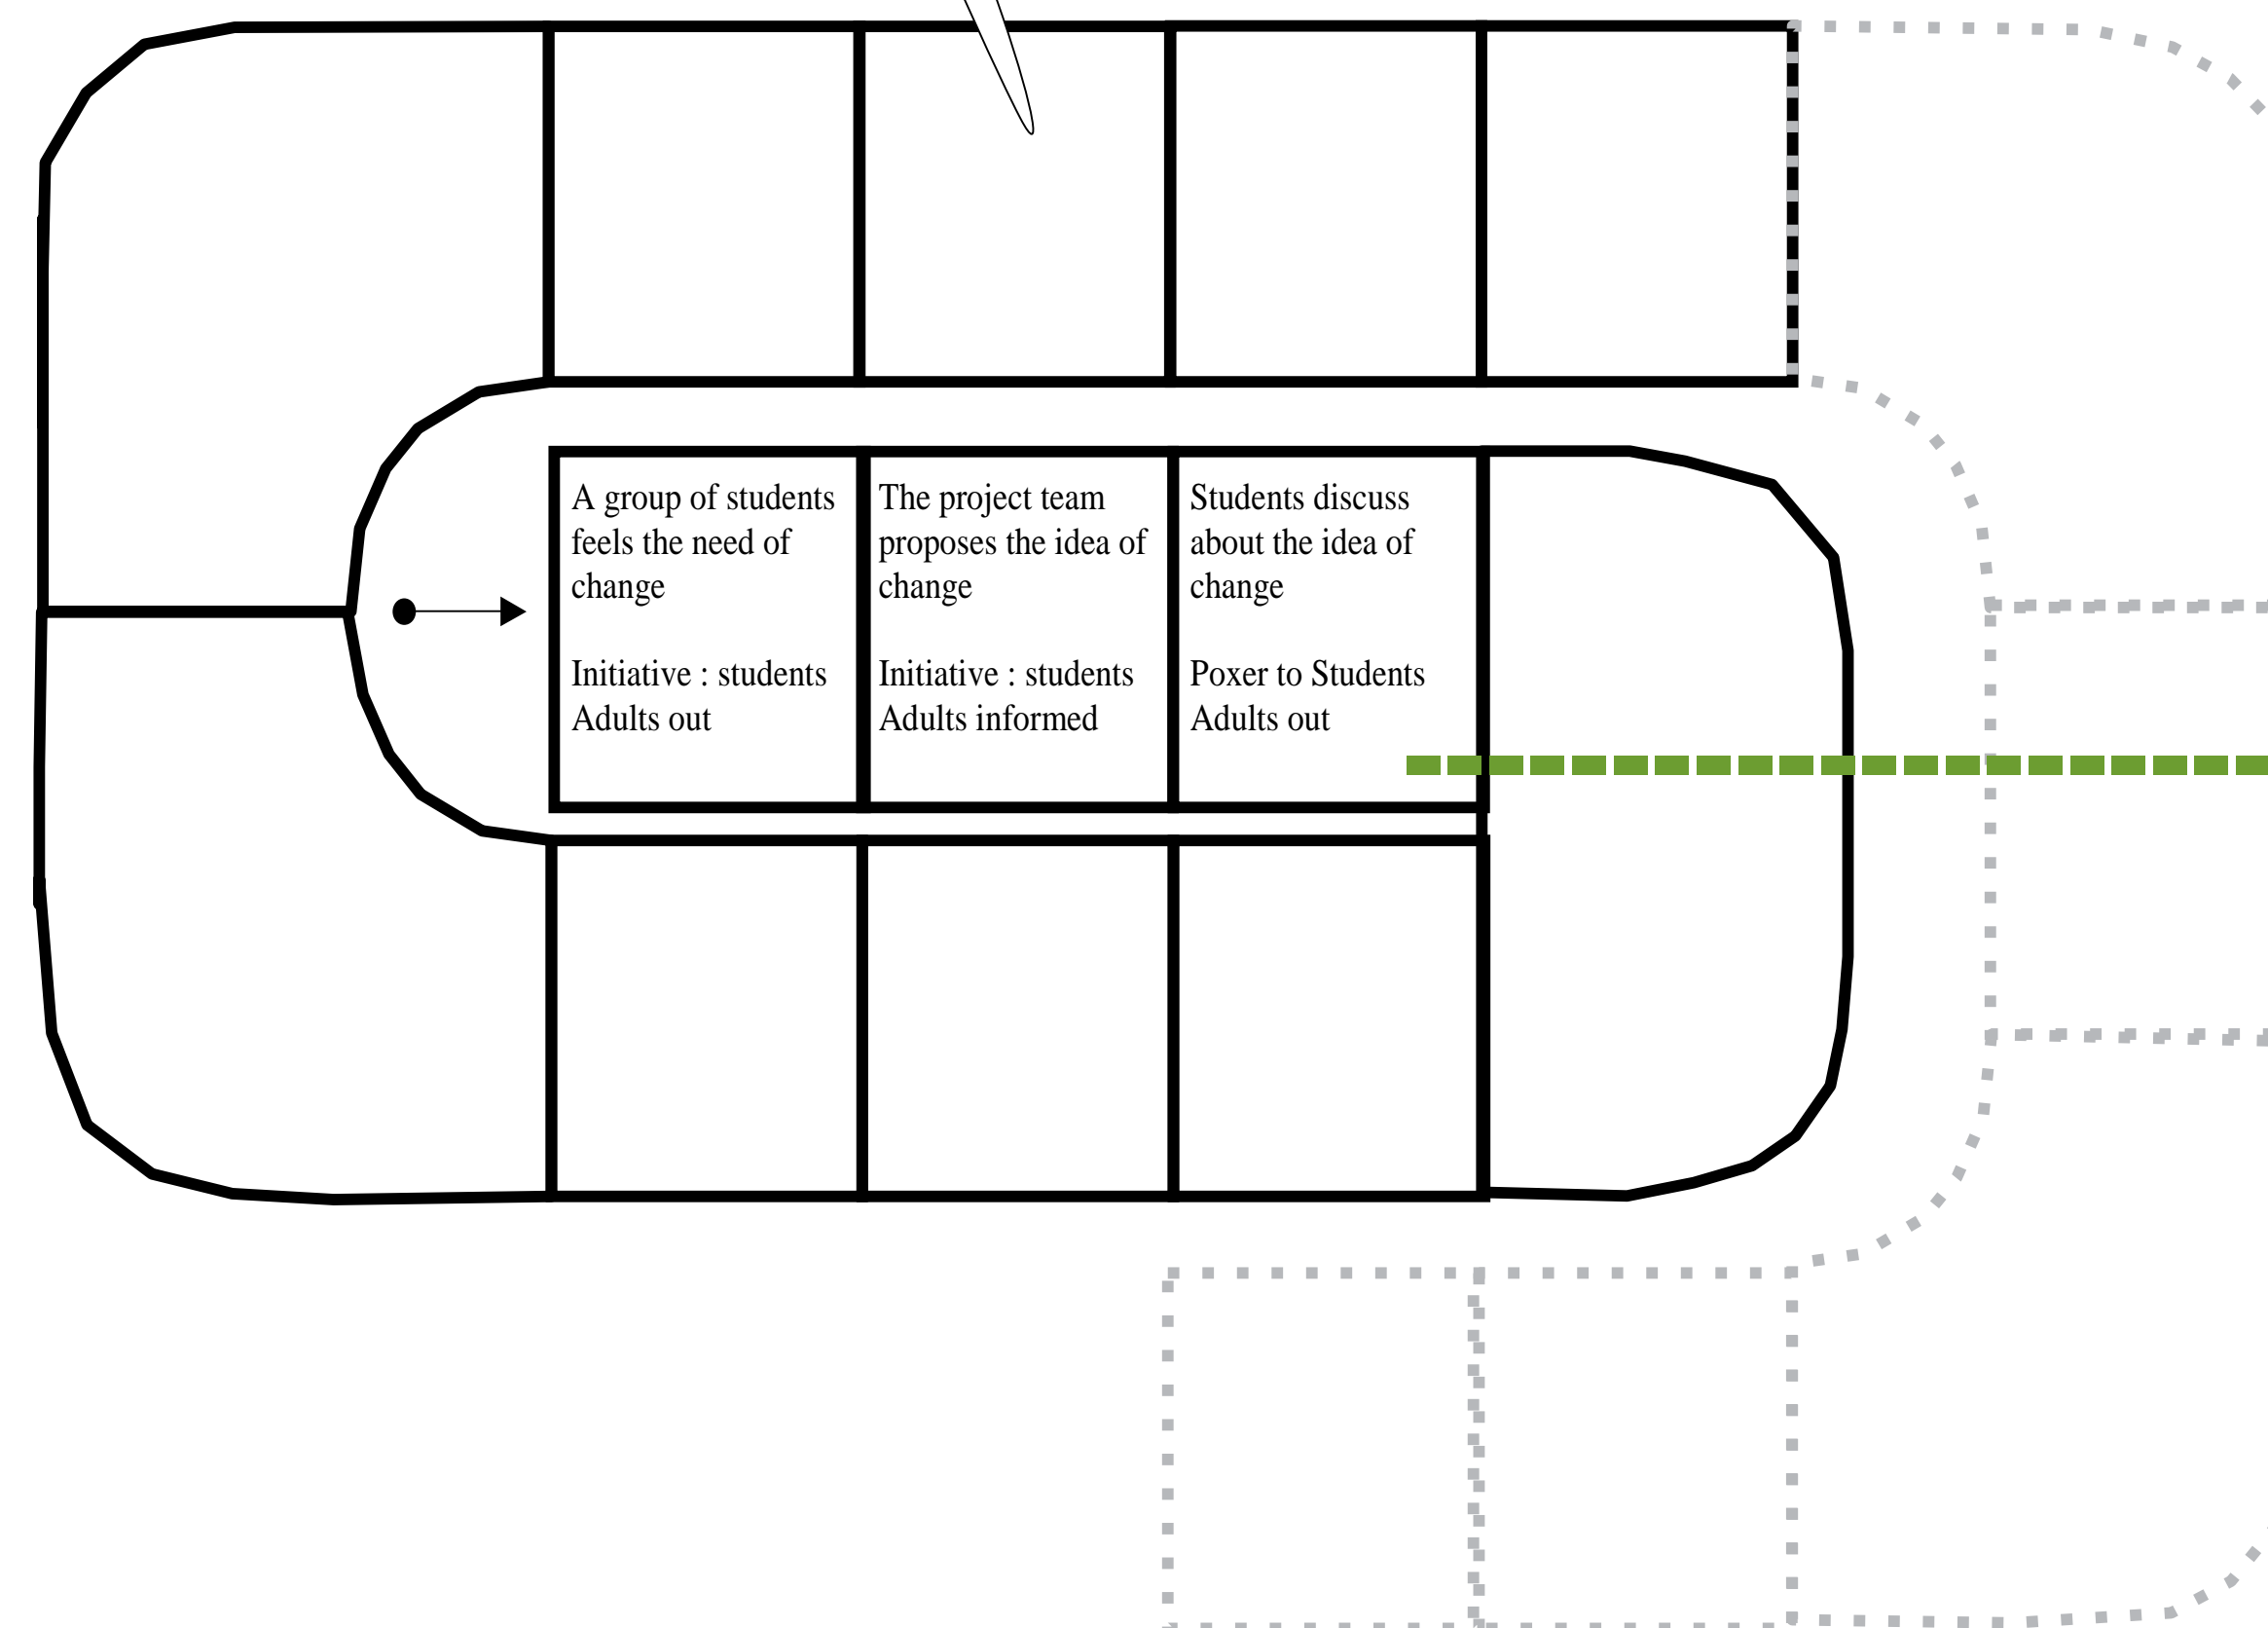 A group of students
feels the need of
change
Initiative : students
Adults out
The project team
proposes the idea of
change
Initiative : students
Adults informed
Students discuss
about the idea of
change
Poxer to Students
Adults out